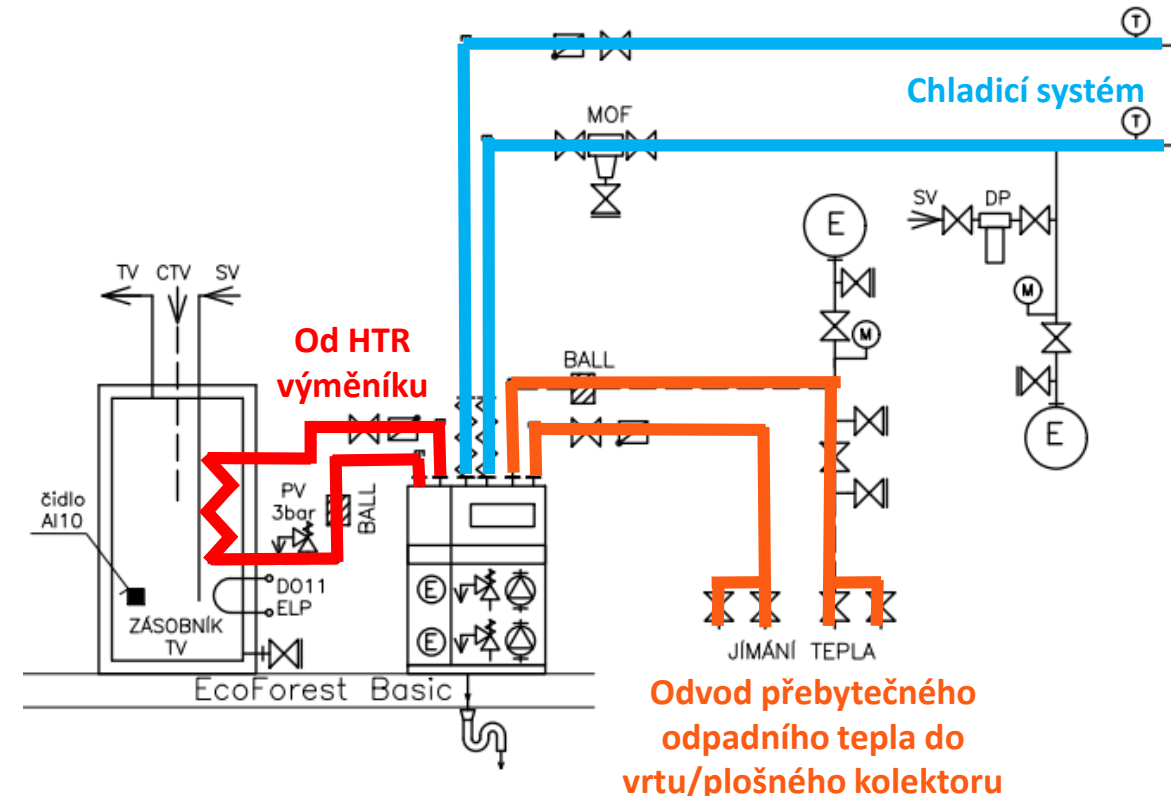 T
Chladicí systém
MOF
T
SV DP
E
M
TV CTV SV
Od HTR
výměníku
BALL
M
E
čidlo
AI10
PV
3bar
BALL
DO11
ELP
E
E
ZÁSOBNÍK
TV
JÍMÁNÍ TEPLA
EcoForest Basic
Odvod přebytečného
odpadního tepla do
vrtu/plošného kolektoru